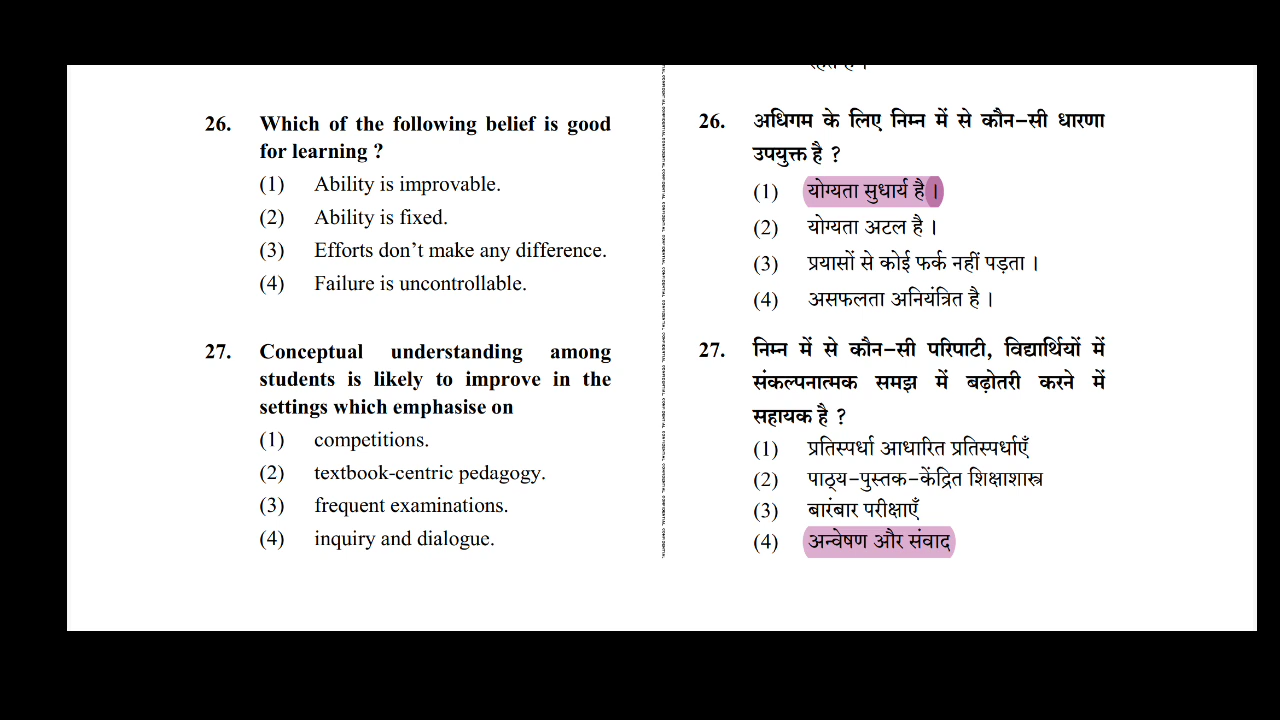 26. Which of the following belief is good
for learning ?
(1) Ability is improvable.
(2) Ability is fixed.
(3) Efforts don’t make any difference.
(4) Failure is uncontrollable.
27. Conceptual understanding among
students is likely to improve in the
settings which emphasise on
(1) competitions.
(2) textbook-centric pedagogy.
(3) frequent examinations.
(4) inquiry and dialogue.
26. अधिगम के लिए निम्न में से कौन-सी धारणा
उपयुक्त है ?
(1) योग्यता सुधार्य है ।
(2) योग्यता अटल है ।
(3) प्रयासों से कोई फर्क नहीं पड़ता ।
(4) असफलता अनियंत्रित है ।
27. निम्न में से कौन-सी परिपाटी, विद्यार्थियों में
संकल्पनात्मक समझ में बढ़ोतरी करने में
सहायक है ?
(1) प्रतिस्पर्धा आधारित प्रतिस्पर्धाएँ
(2) पाठ्य-पुस्तक-केंद्रित शिक्षाशास्त्र
(3) बारंबार परीक्षाएँ
(4) अन्वेषण और संवाद